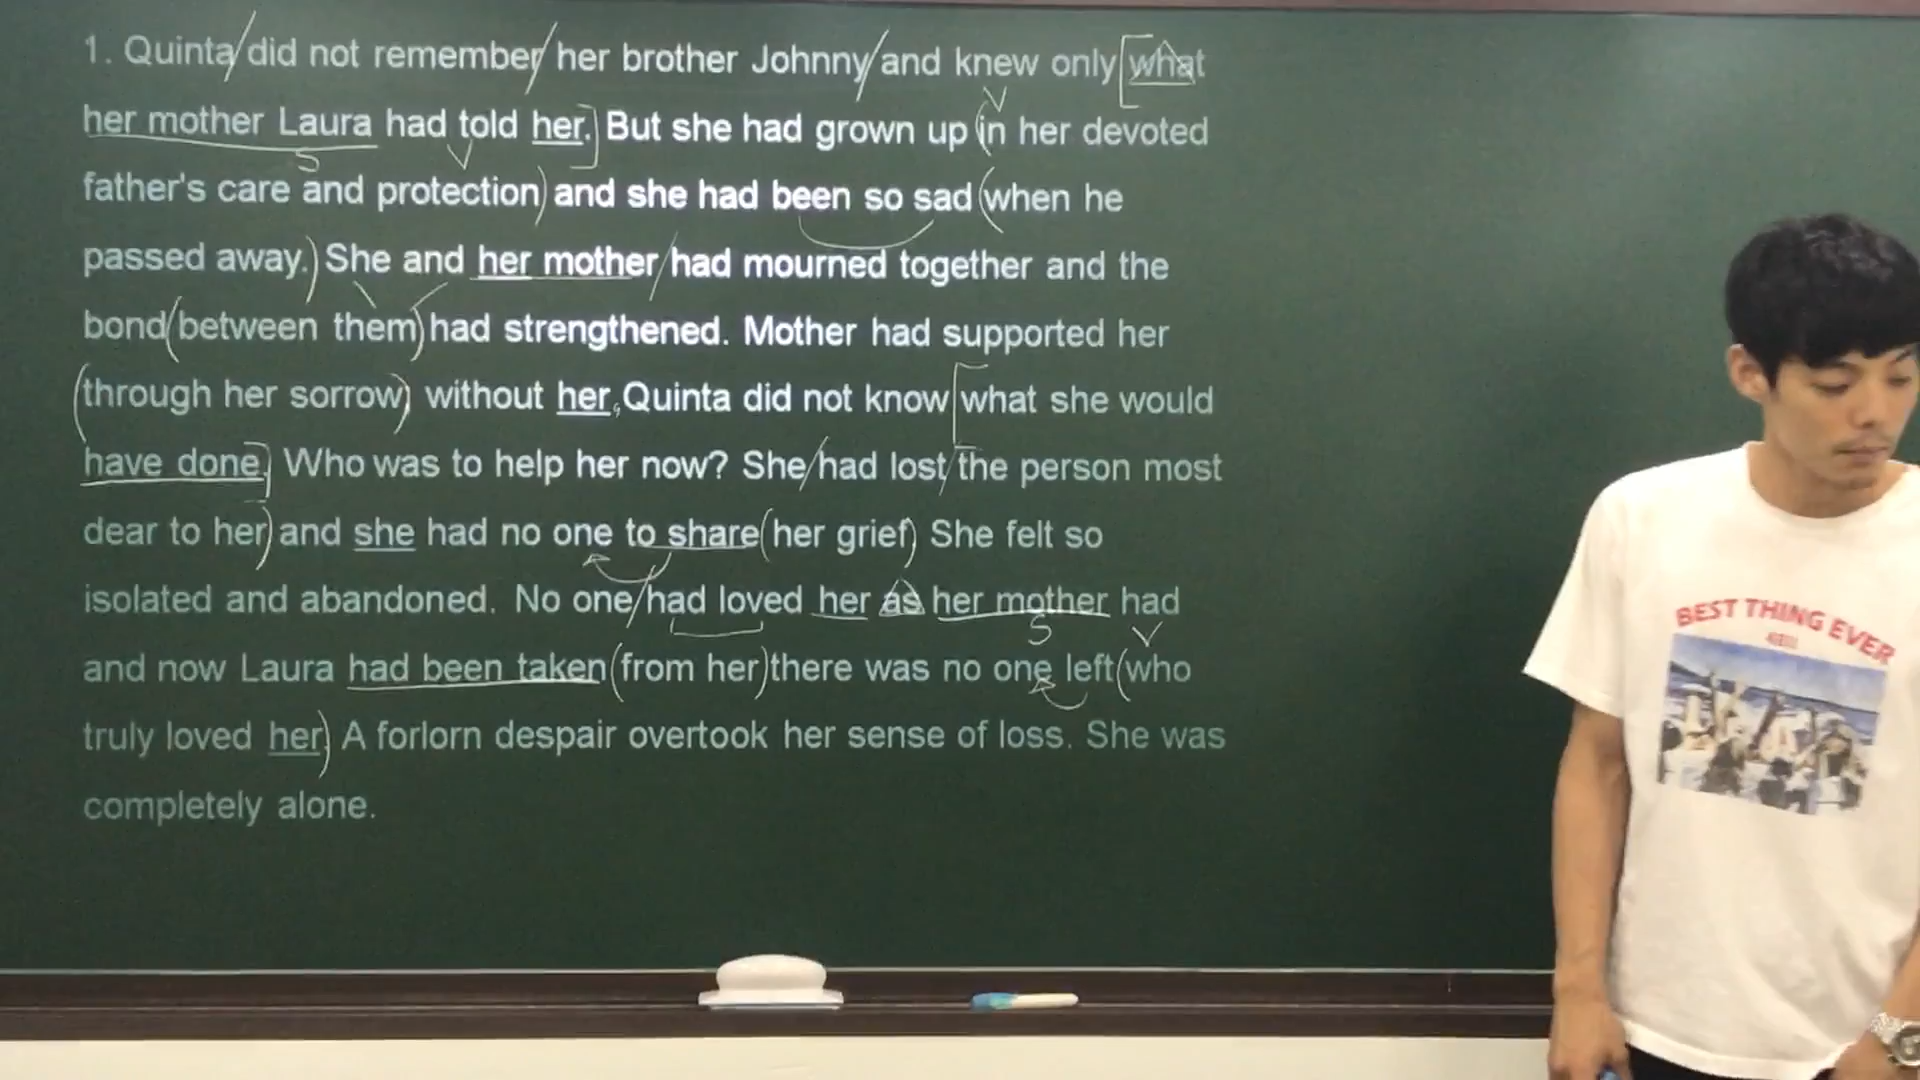 1. Quinta did not remember her brother Johnny and knew only what
her mother Laura had told her. But she had grown up in her devoted
father's care and protection and she had been so sad when he
passed away. She and her mother had mourned together and the
bond between them had strengthened. Mother had supported her
through her sorrow, without her, Quinta did not know what she would
have done. Who was to help her now? She had lost the person most
dear to her and she had no one to share her grief. She felt so
isolated and abandoned. No one had loved her as her mother had
and now Laura had been taken from her there was no one left who
truly loved her. A forlorn despair overtook her sense of loss. She was
completely alone.
V
S
V
S
V
BEST THING EVER